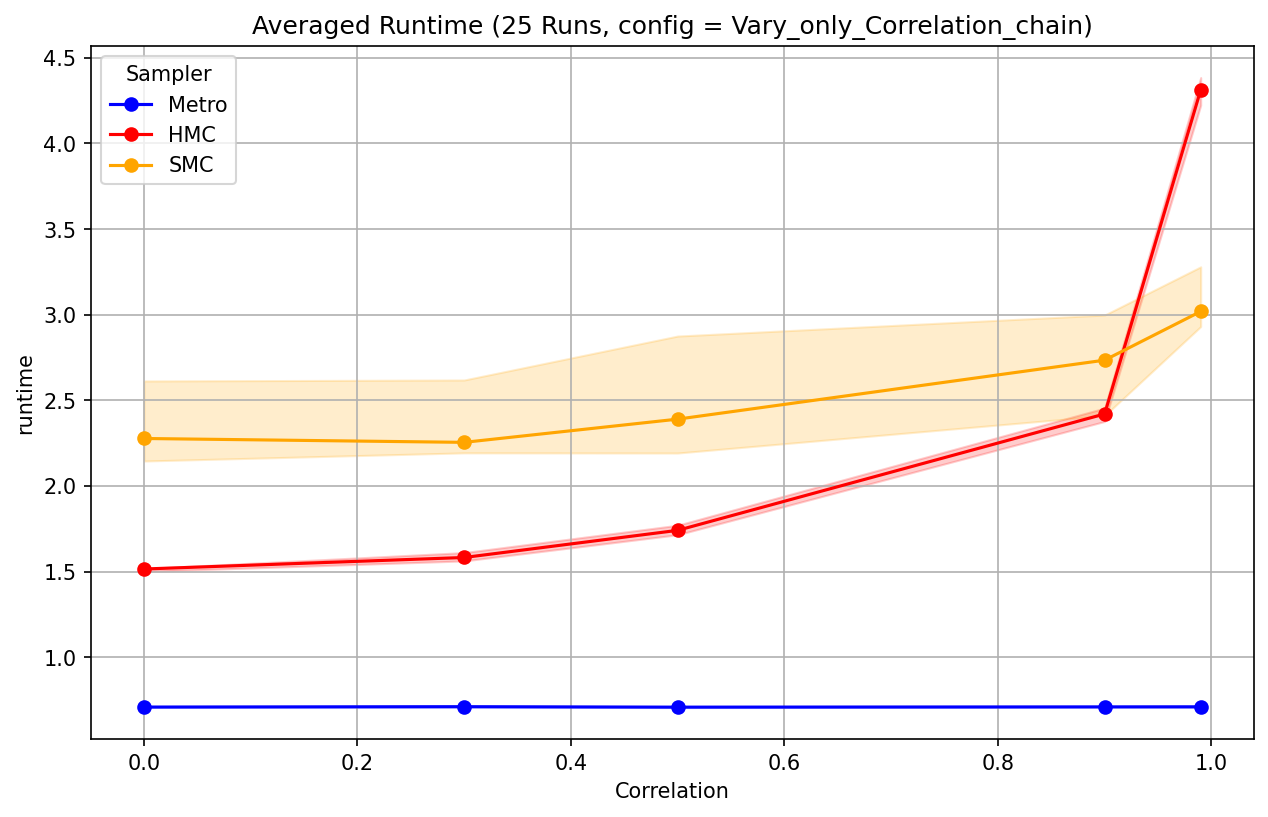 Averaged Runtime (25 Runs, config = Vary_only_Correlation_chain)
Sampler
Metro
HMC
SMC
4.5
4.0
3.5
3.0
2.5
2.0
1.5
1.0
runtime
0.0 0.2 0.4 0.6 0.8 1.0
Correlation